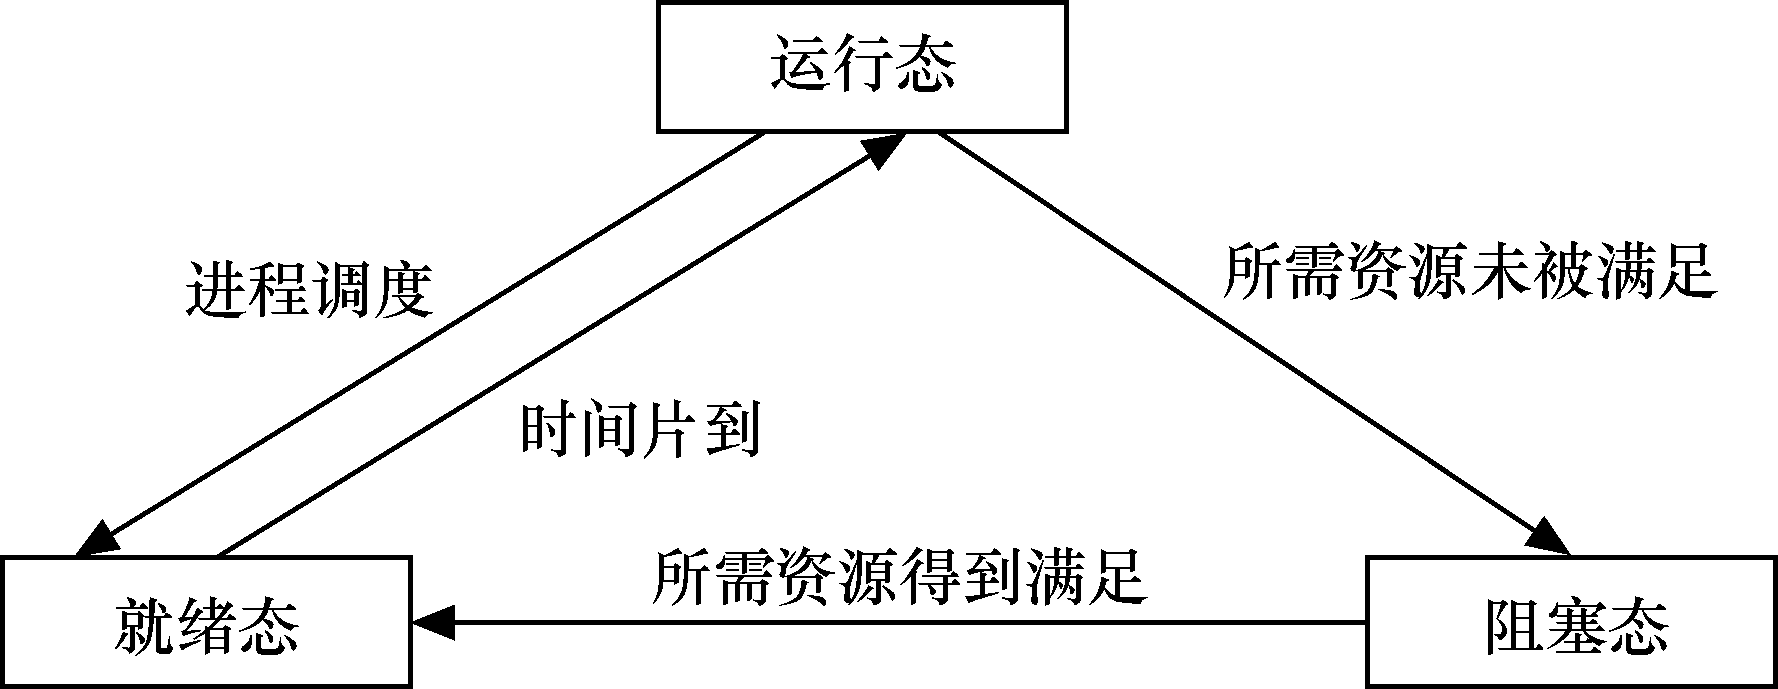 运行态
进程调度
所需资源未被满足
时间片到
所需资源得到满足
就绪态
阻塞态